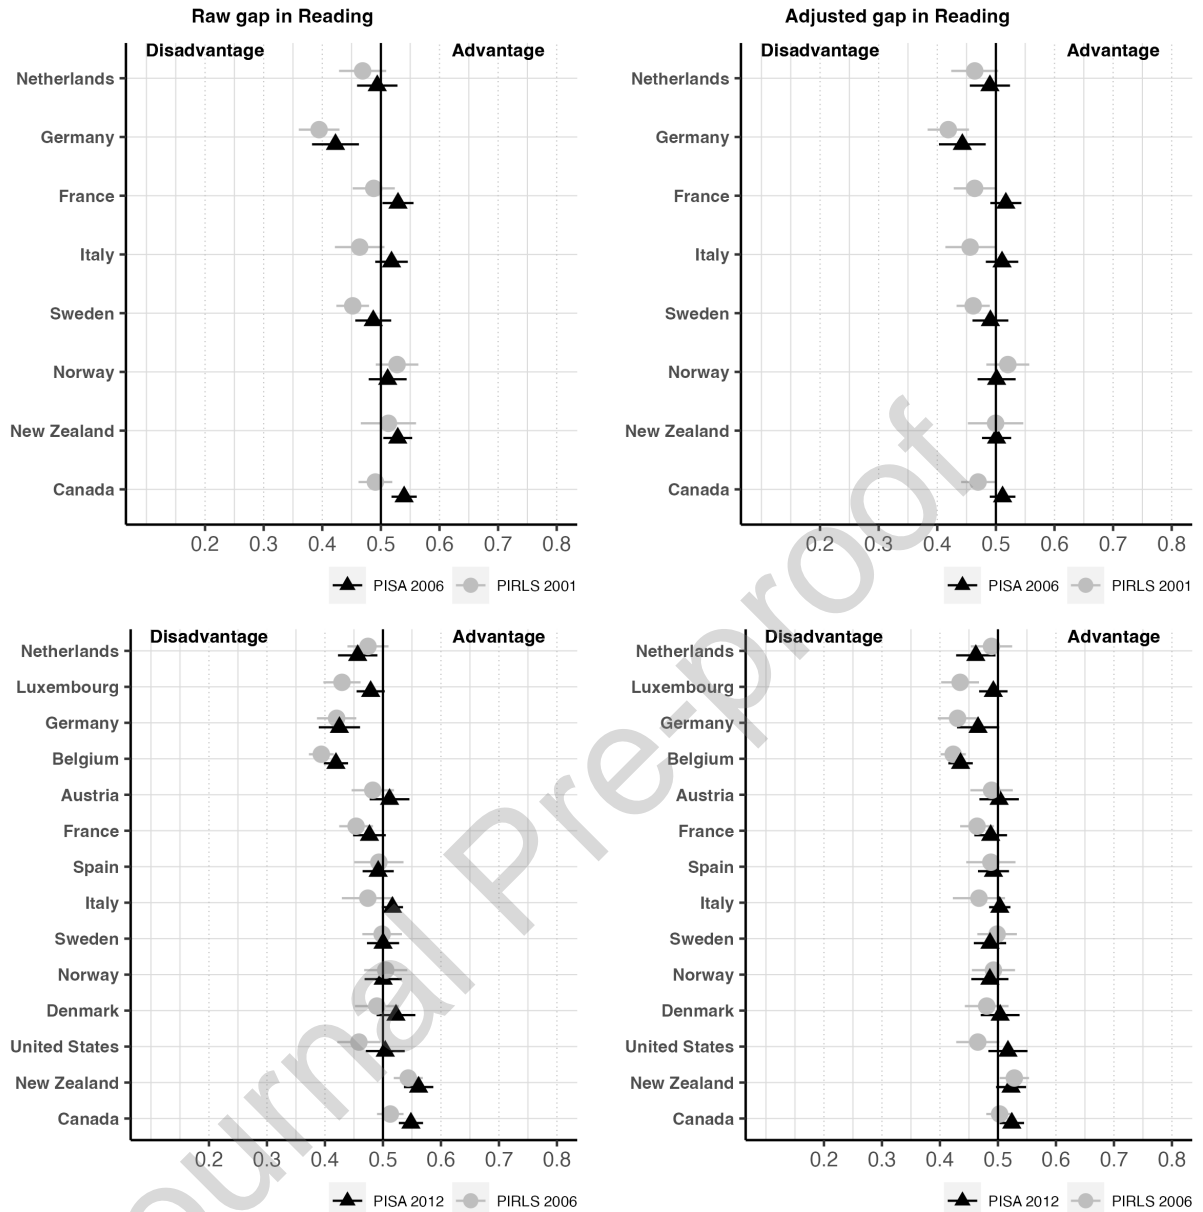 Raw gap in Reading
Disadvantage Advantage
Netherlands
Germany
France
Italy
Sweden
Norway
New Zealand
Canada
0.2 0.3 0.4 0.5 0.6 0.7 0.8
PISA 2006 PIRLS 2001
Adjusted gap in Reading
Disadvantage Advantage
Netherlands
Germany
France
Italy
Sweden
Norway
New Zealand
Canada
0.2 0.3 0.4 0.5 0.6 0.7 0.8
PISA 2006 PIRLS 2001
Disadvantage Advantage
Netherlands
Luxembourg
Germany
Belgium
Austria
France
Spain
Italy
Sweden
Norway
Denmark
United States
New Zealand
Canada
0.2 0.3 0.4 0.5 0.6 0.7 0.8
PISA 2012 PIRLS 2006
Disadvantage Advantage
Netherlands
Luxembourg
Germany
Belgium
Austria
France
Spain
Italy
Sweden
Norway
Denmark
United States
New Zealand
Canada
0.2 0.3 0.4 0.5 0.6 0.7 0.8
PISA 2012 PIRLS 2006
ournal Pre-proof